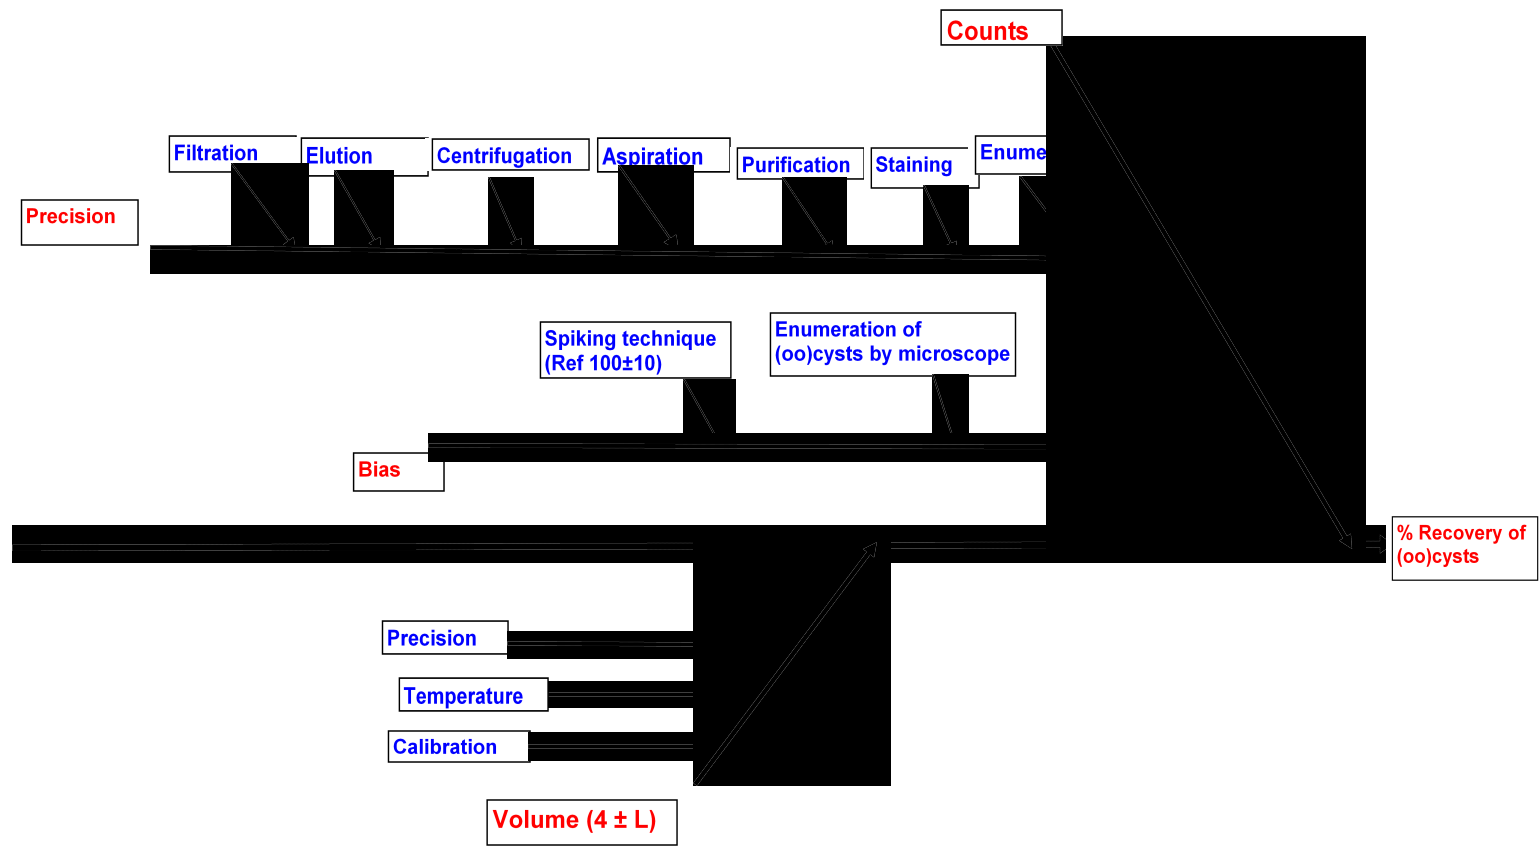 Counts
Filtration
Elution
Centrifugation
Aspiration
Purification
Staining
Enume
Precision
Spiking technique
(Ref 100±10)
Enumeration of
(oo)cysts by microscope
Bias
% Recovery of
(oo)cysts
Precision
Temperature
Calibration
Volume (4 ± L)